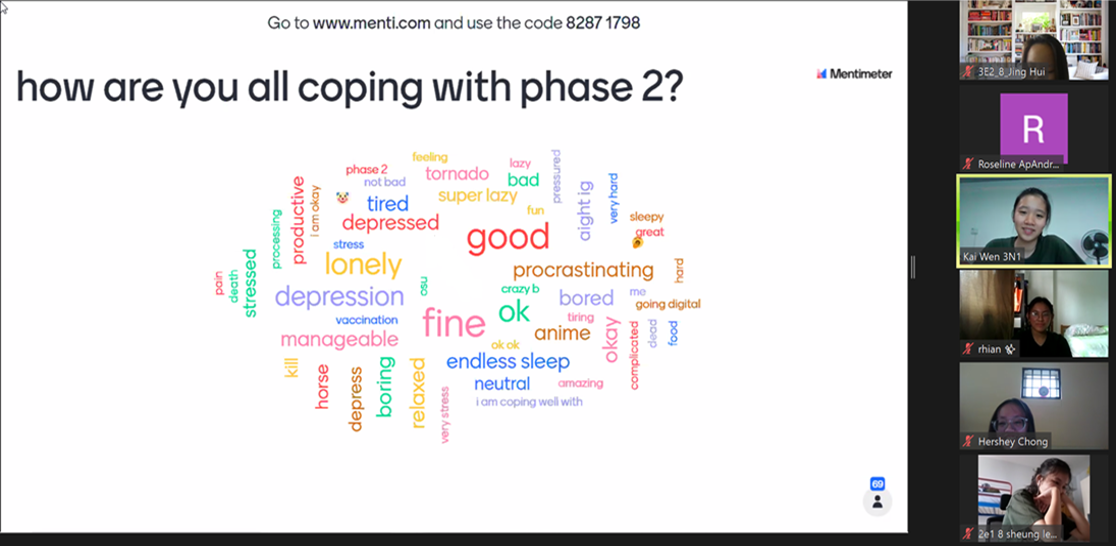 Go to www.menti.com and use the code 8287 1798
how are you all coping with phase 2?
Mentimeter
feeling
phase 2
tornado
lazy
pressured
not bad
bad
super lazy
tired
productive
i am okay
depressed
fun
aight ig
very hard
sleepy
great
good
processing
stress
lonely
procrastinating
hard
pain
death
stressed
depression
osu
crazy b
ok
bored
me
going digital
vaccination
fine
tiring
manageable
anime
okay
complicated
dead
food
ok ok
kill
horse
depress
boring
relaxed
very stress
endless sleep
neutral
amazing
i am coping well with
69
3E2_8_Jing Hui
R
Roseline ApAndr...
Kai Wen 3N1
rhian
Hershey Chong
2e1 8 sheung le...